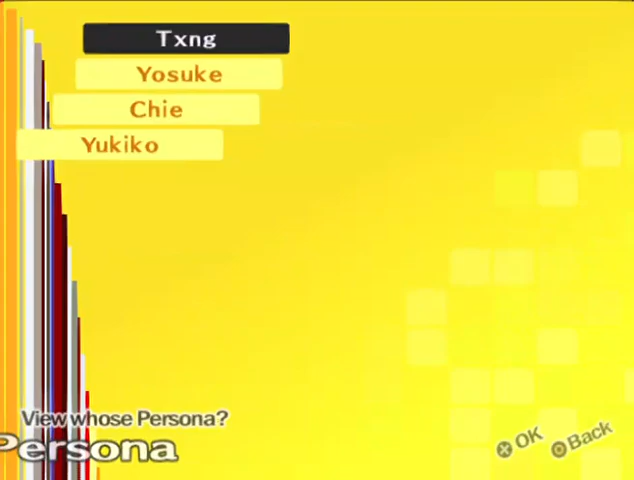 Txng
Yosuke
Chie
Yukiko
View whose Persona?
Persona
OK
Back